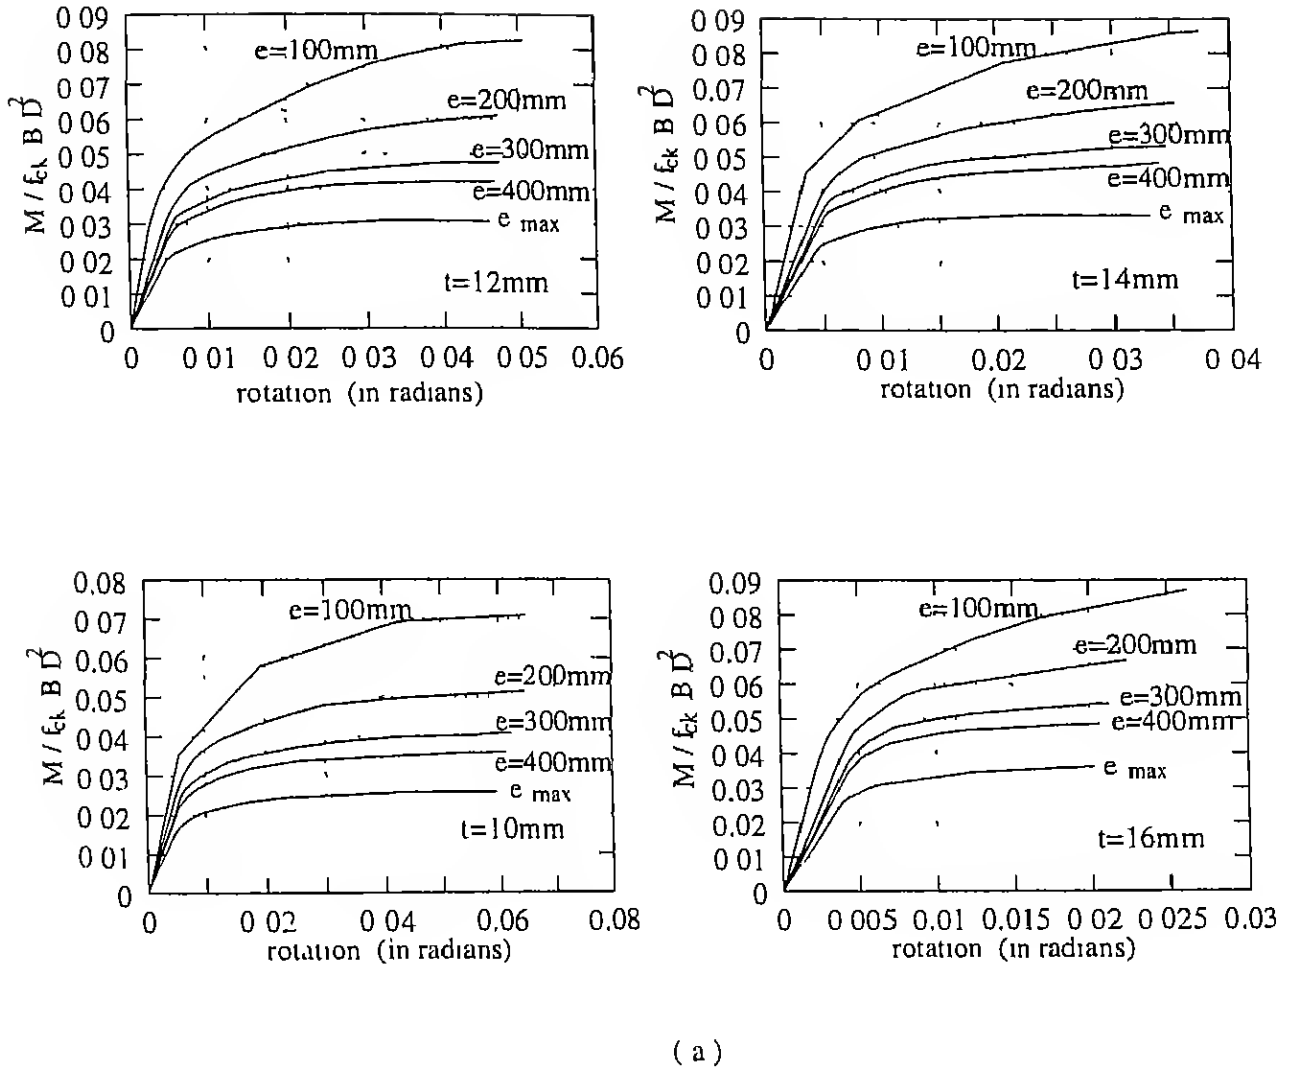 0 09
0 08
0 07
0 06
0 05
0 04
0 03
0 02
0 01
0
M / fck B D2
e=100mm
e=200mm
e=300mm
e=400mm
e max
t=12mm
0 0 01 0 02 0 03 0 04 0 05 0.06
rotation (in radians)
0 09
0 08
0.07
0 06
0 05
0 04
0 03
0 02
0 01
0
M / fck B D2
e=100mm
e=200mm
e=300mm
e=400mm
e max
t=14mm
0 0 01 0.02 0 03 0 04
rotation (in radians)
0.08
0 07
0 06
0 05
0 04
0 03
0 02
0 01
0
M / fck B D2
e=100mm
e=200mm
e=300mm
e=400mm
e max
t=10mm
0 0 02 0 04 0.06 0.08
rotation (in radians)
0.09
0 08
0.07
0 06
0 05
0 04
0.03
0.02
0 01
0
M / fck B D2
e=100mm
e=200mm
e=300mm
e=400mm
e max
t=16mm
0 0 005 0.01 0.015 0 02 0 025 0.03
rotation (in radians)
( a )